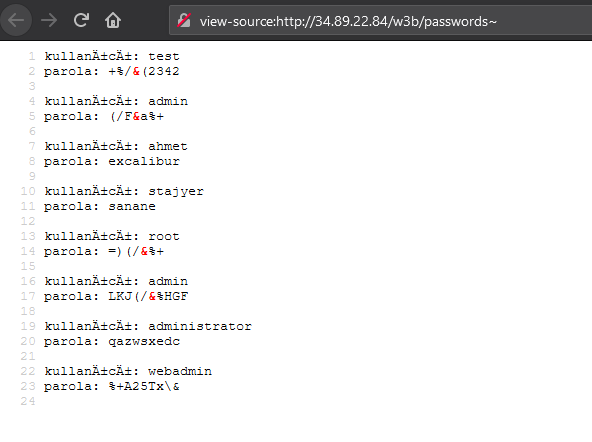 view-source:http://34.89.22.84/w3b/passwords~
1 kullanÄ±cÄ±: test
2 parola: +%/&(2342
3
4 kullanÄ±cÄ±: admin
5 parola: (/F&a%+
6
7 kullanÄ±cÄ±: ahmet
8 parola: excalibur
9
10 kullanÄ±cÄ±: stajyer
11 parola: sanane
12
13 kullanÄ±cÄ±: root
14 parola: =)(/&%+
15
16 kullanÄ±cÄ±: admin
17 parola: LKJ(/&%HGF
18
19 kullanÄ±cÄ±: administrator
20 parola: qazwsxedc
21
22 kullanÄ±cÄ±: webadmin
23 parola: %+A25Tx\&
24